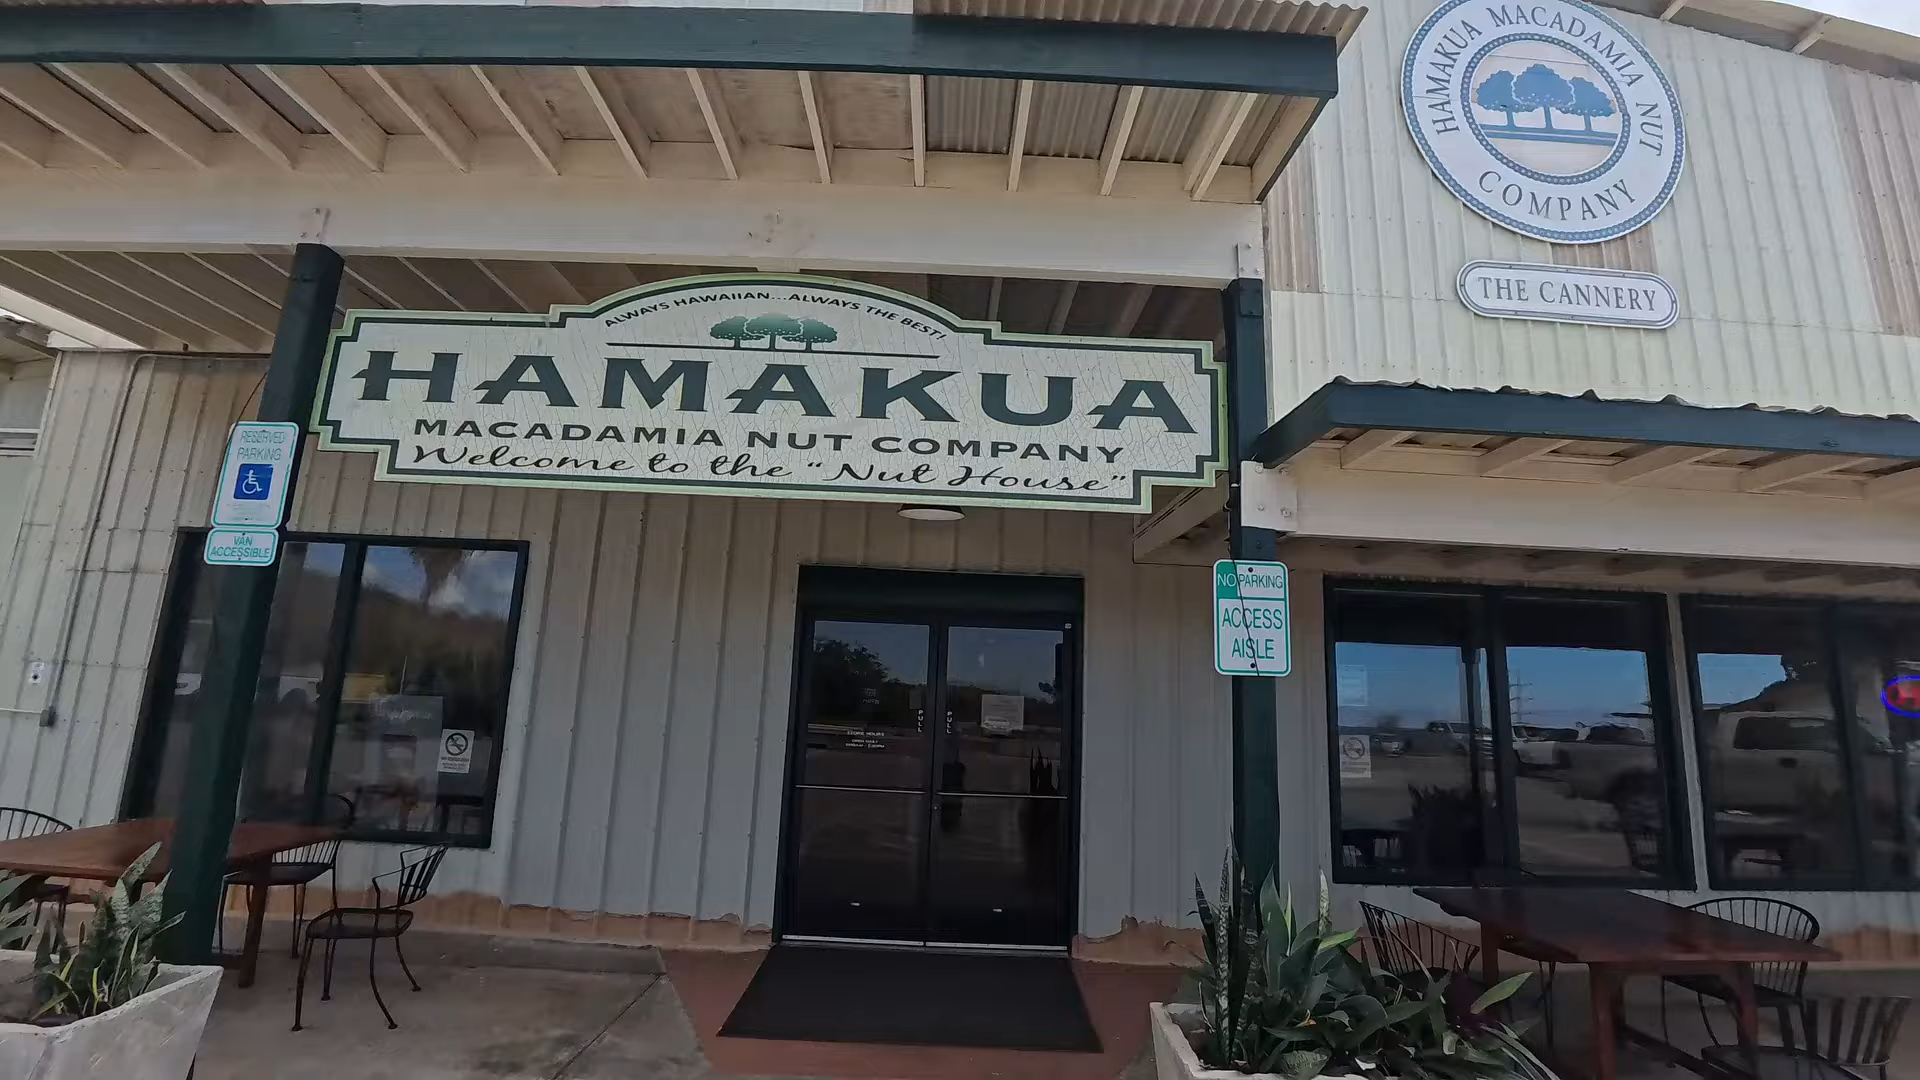 HAMAKUA MACADAMIA NUT
COMPANY
THE CANNERY
ALWAYS HAWAIIAN...ALWAYS THE BEST!
HAMAKUA
MACADAMIA NUT COMPANY
Welcome to the "Nut House"
RESERVED
PARKING
VAN
ACCESSIBLE
NO PARKING
ACCESS
AISLE
PULL
PULL
STORE HOURS